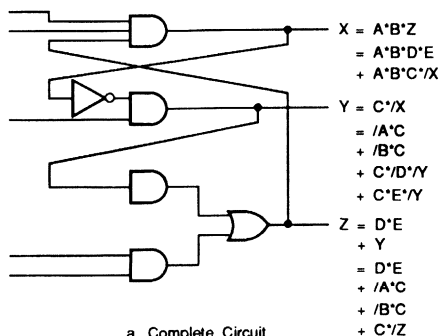 X = A*B*Z
= A*B*D*E
+ A*B*C*/X
Y = C*/X
= /A*C
+ /B*C
+ C*/D*/Y
+ C*E*/Y
Z = D*E
+ Y
= D*E
+ /A*C
+ /B*C
+ C*/Z
a. Complete Circuit